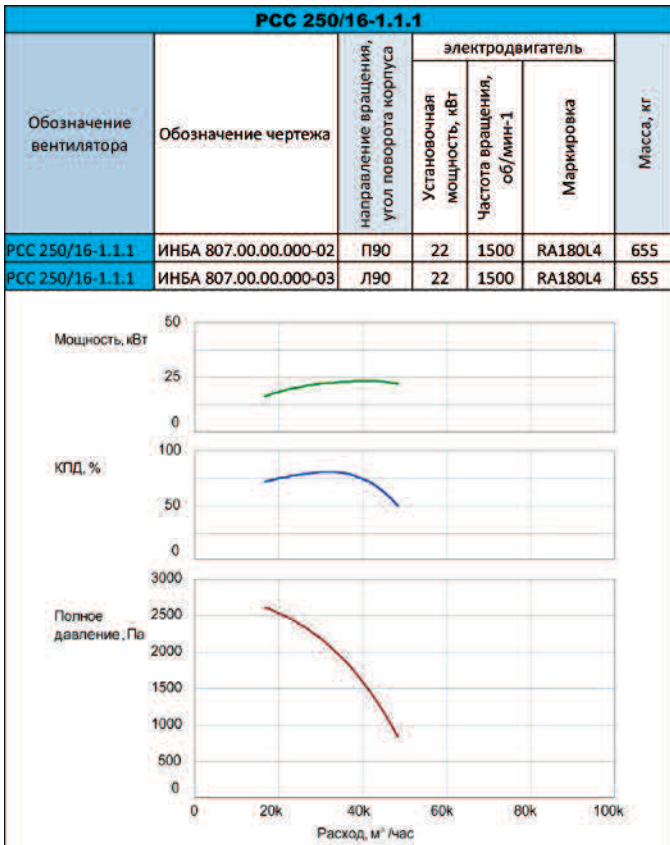 РСС 250/16-1.1.1
Обозначение
вентилятора
Обозначение чертежа
направление вращения,
угол поворота корпуса
электродвигатель
Установочная
мощность, кВт
Частота вращения,
об/мин-1
Маркировка
Масса, кг
РСС 250/16-1.1.1 ИНБА 807.00.00.000-02 П90 22 1500 RA180L4 655
РСС 250/16-1.1.1 ИНБА 807.00.00.000-03 Л90 22 1500 RA180L4 655
Мощность, кВт
50
25
0
КПД, %
100
50
0
Полное
давление, Па
3000
2500
2000
1500
1000
500
0
0 20k 40k 60k 80k 100k
Расход, м³ /час